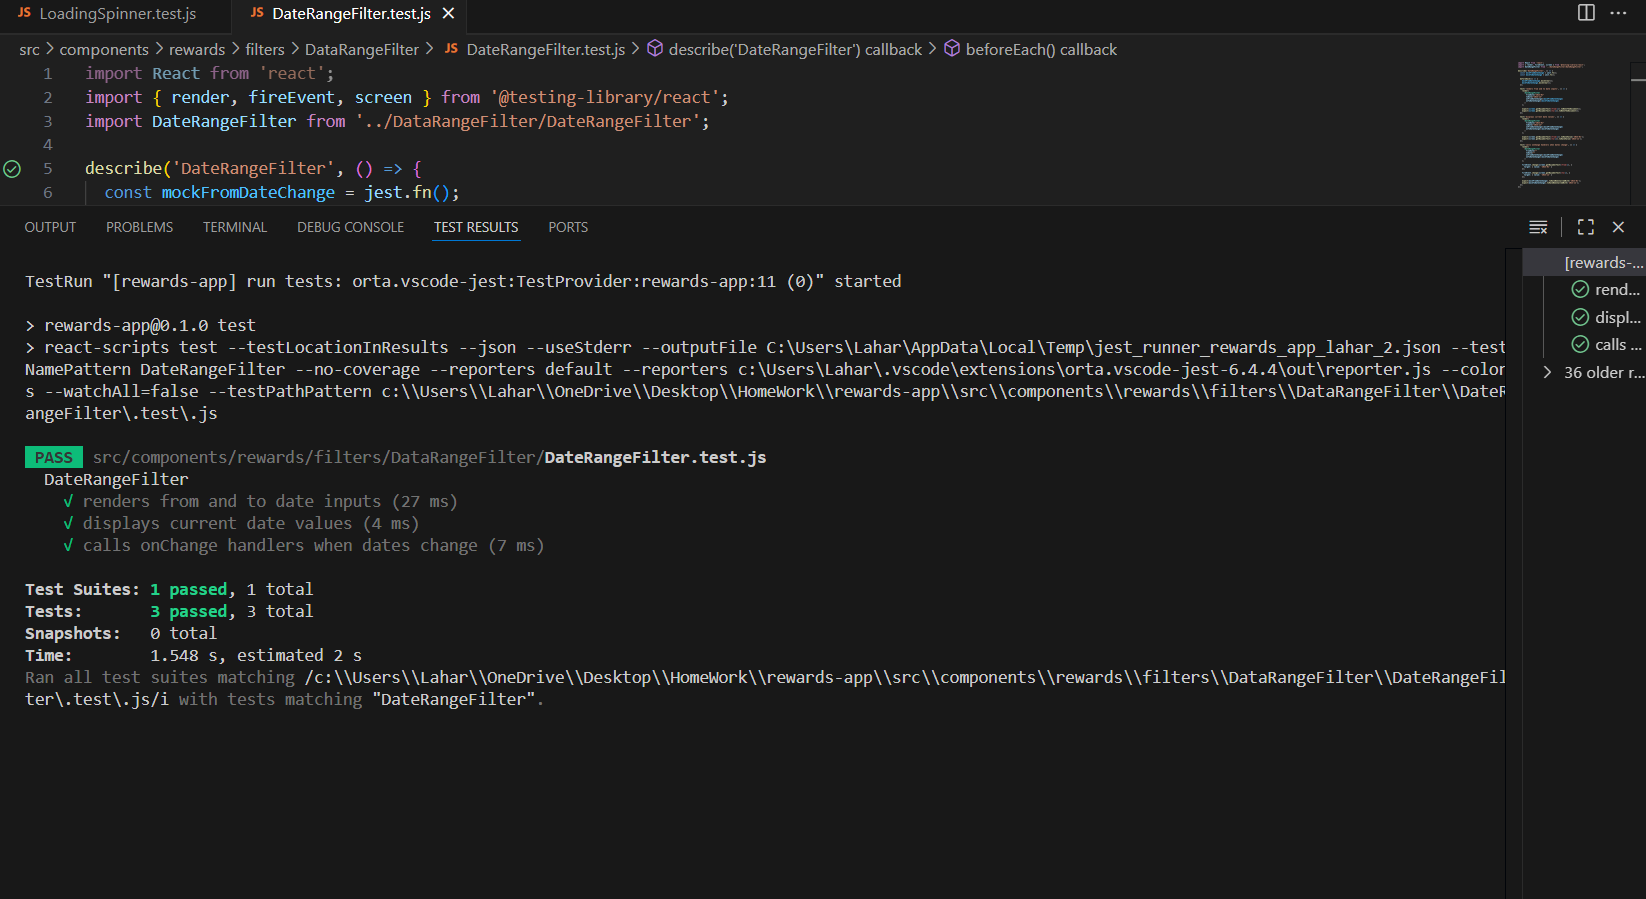 JS LoadingSpinner.test.js JS DateRangeFilter.test.js
src > components > rewards > filters > DataRangeFilter > JS DateRangeFilter.test.js > describe('DateRangeFilter') callback > beforeEach() callback
1 import React from 'react';
2 import { render, fireEvent, screen } from '@testing-library/react';
3 import DateRangeFilter from '../DataRangeFilter/DateRangeFilter';
4
5 describe('DateRangeFilter', () => {
6 const mockFromDateChange = jest.fn();
OUTPUT PROBLEMS TERMINAL DEBUG CONSOLE TEST RESULTS PORTS
TestRun "[rewards-app] run tests: orta.vscode-jest:TestProvider:rewards-app:11 (0)" started
> rewards-app@0.1.0 test
> react-scripts test --testLocationInResults --json --useStderr --outputFile C:\Users\Lahar\AppData\Local\Temp\jest_runner_rewards_app_lahar_2.json --test
NamePattern DateRangeFilter --no-coverage --reporters default --reporters c:\Users\Lahar\.vscode\extensions\orta.vscode-jest-6.4.4\out\reporter.js --color
s --watchAll=false --testPathPattern c:\\Users\\Lahar\\OneDrive\\Desktop\\HomeWork\\rewards-app\\src\\components\\rewards\\filters\\DataRangeFilter\\DateR
angeFilter\.test\.js
PASS src/components/rewards/filters/DataRangeFilter/DateRangeFilter.test.js
DateRangeFilter
√ renders from and to date inputs (27 ms)
√ displays current date values (4 ms)
√ calls onChange handlers when dates change (7 ms)
Test Suites: 1 passed, 1 total
Tests: 3 passed, 3 total
Snapshots: 0 total
Time: 1.548 s, estimated 2 s
Ran all test suites matching /c:\\Users\\Lahar\\OneDrive\\Desktop\\HomeWork\\rewards-app\\src\\components\\rewards\\filters\\DataRangeFilter\\DateRangeFil
ter\.test\.js/i with tests matching "DateRangeFilter".
[rewards-...
rend...
displ...
calls ...
36 older r...